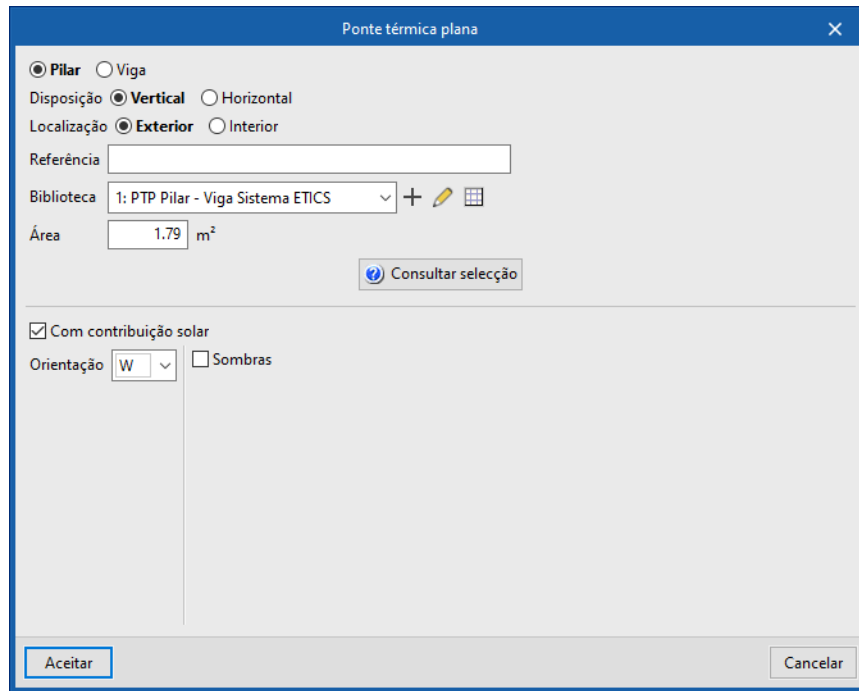 Ponte térmica plana
Pilar Viga
Disposição Vertical Horizontal
Localização Exterior Interior
Referência
Biblioteca 1: PTP Pilar - Viga Sistema ETICS
Área 1.79 m²
Consultar selecção
Com contribuição solar
Orientação W Sombras
Aceitar Cancelar